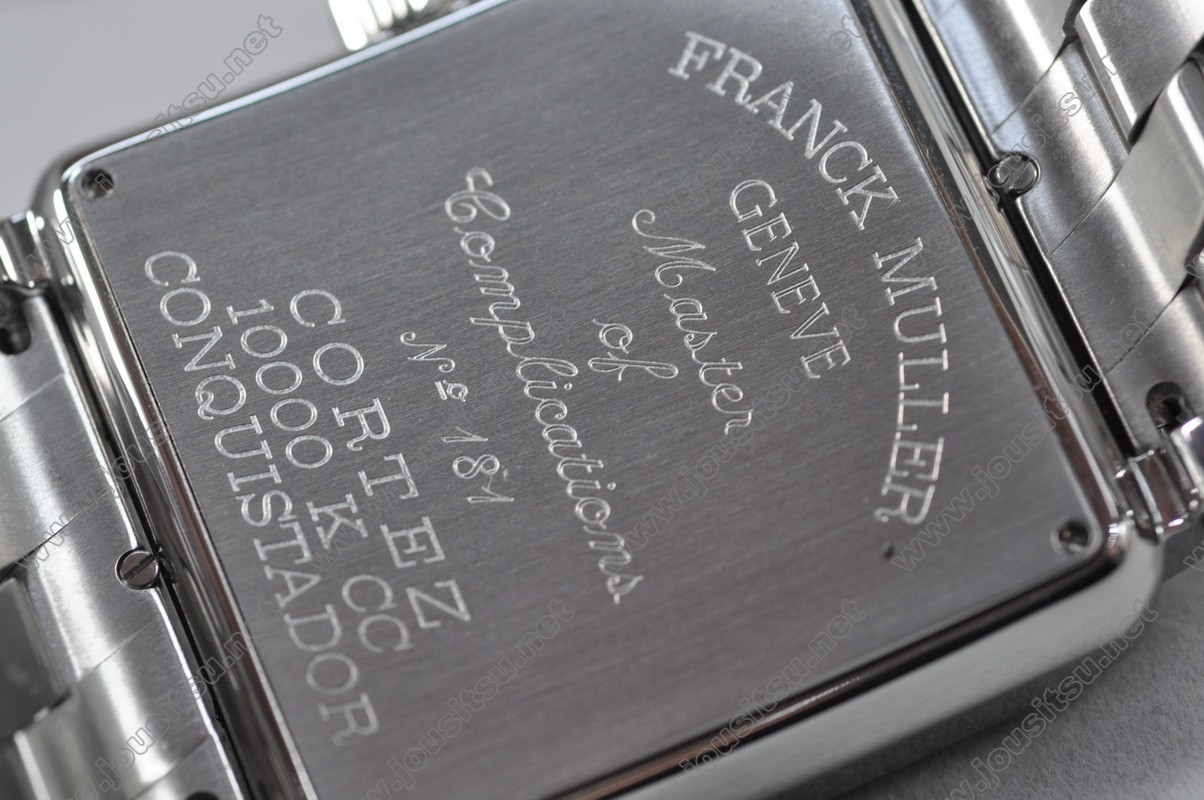 FRANCK MULLER
GENEVE
Master
of
Complications
No 181
CORTEZ
10000 K CC
CONQUISTADOR
www.jousitsu.net